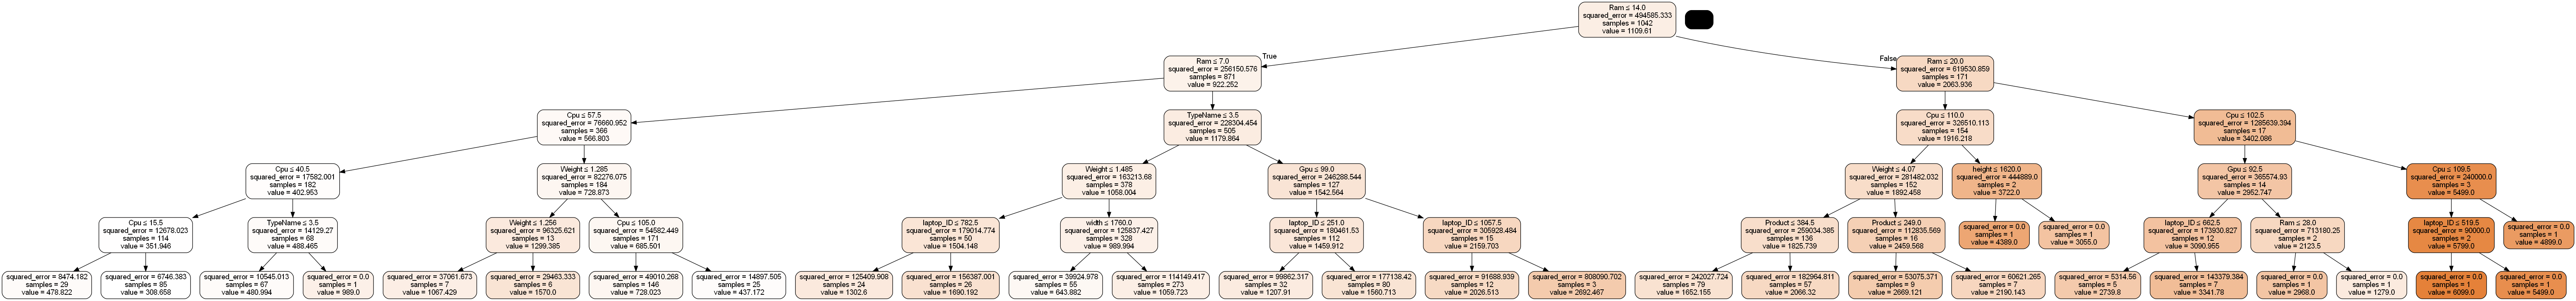 Ram ≤ 14.0
squared_error = 494585.333
samples = 1042
value = 1109.61
True
False
Ram ≤ 7.0
squared_error = 256150.576
samples = 871
value = 922.252
Ram ≤ 20.0
squared_error = 619530.859
samples = 171
value = 2063.936
Cpu ≤ 57.5
squared_error = 76660.952
samples = 366
value = 566.803
TypeName ≤ 3.5
squared_error = 228304.454
samples = 505
value = 1179.864
Cpu ≤ 110.0
squared_error = 326510.113
samples = 154
value = 1916.218
Cpu ≤ 102.5
squared_error = 1285639.394
samples = 17
value = 3402.086
Cpu ≤ 40.5
squared_error = 17582.001
samples = 182
value = 402.953
Weight ≤ 1.285
squared_error = 82276.075
samples = 184
value = 728.873
Weight ≤ 1.485
squared_error = 163213.68
samples = 378
value = 1058.004
Gpu ≤ 99.0
squared_error = 246288.544
samples = 127
value = 1542.564
Weight ≤ 4.07
squared_error = 281482.032
samples = 152
value = 1892.458
height ≤ 1620.0
squared_error = 444889.0
samples = 2
value = 3722.0
Gpu ≤ 92.5
squared_error = 365574.93
samples = 14
value = 2952.747
Cpu ≤ 109.5
squared_error = 240000.0
samples = 3
value = 5499.0
Cpu ≤ 15.5
squared_error = 12678.023
samples = 114
value = 351.946
TypeName ≤ 3.5
squared_error = 14129.27
samples = 68
value = 488.465
Weight ≤ 1.256
squared_error = 96325.621
samples = 13
value = 1299.385
Cpu ≤ 105.0
squared_error = 54582.449
samples = 171
value = 685.501
laptop_ID ≤ 782.5
squared_error = 179014.774
samples = 50
value = 1504.148
width ≤ 1760.0
squared_error = 125837.427
samples = 328
value = 989.994
laptop_ID ≤ 251.0
squared_error = 180461.53
samples = 112
value = 1459.912
laptop_ID ≤ 1057.5
squared_error = 305928.484
samples = 15
value = 2159.703
Product ≤ 384.5
squared_error = 259034.385
samples = 136
value = 1825.739
Product ≤ 249.0
squared_error = 112835.569
samples = 16
value = 2459.568
squared_error = 0.0
samples = 1
value = 4389.0
squared_error = 0.0
samples = 1
value = 3055.0
laptop_ID ≤ 662.5
squared_error = 173930.827
samples = 12
value = 3090.955
Ram ≤ 28.0
squared_error = 713180.25
samples = 2
value = 2123.5
laptop_ID ≤ 519.5
squared_error = 90000.0
samples = 2
value = 5799.0
squared_error = 0.0
samples = 1
value = 4899.0
squared_error = 8474.182
samples = 29
value = 478.822
squared_error = 6746.383
samples = 85
value = 308.658
squared_error = 10545.013
samples = 67
value = 480.994
squared_error = 0.0
samples = 1
value = 989.0
squared_error = 37061.673
samples = 7
value = 1067.429
squared_error = 29463.333
samples = 6
value = 1570.0
squared_error = 49010.268
samples = 146
value = 728.023
squared_error = 14897.505
samples = 25
value = 437.172
squared_error = 125409.908
samples = 24
value = 1302.6
squared_error = 156387.001
samples = 26
value = 1690.192
squared_error = 39924.978
samples = 55
value = 643.882
squared_error = 114149.417
samples = 273
value = 1059.723
squared_error = 99862.317
samples = 32
value = 1207.91
squared_error = 177138.42
samples = 80
value = 1560.713
squared_error = 91688.939
samples = 12
value = 2026.513
squared_error = 808090.702
samples = 3
value = 2692.467
squared_error = 242027.724
samples = 79
value = 1652.155
squared_error = 182964.811
samples = 57
value = 2066.32
squared_error = 53075.371
samples = 9
value = 2669.121
squared_error = 60621.265
samples = 7
value = 2190.143
squared_error = 5314.56
samples = 5
value = 2739.8
squared_error = 143379.384
samples = 7
value = 3341.78
squared_error = 0.0
samples = 1
value = 2968.0
squared_error = 0.0
samples = 1
value = 1279.0
squared_error = 0.0
samples = 1
value = 6099.0
squared_error = 0.0
samples = 1
value = 5499.0